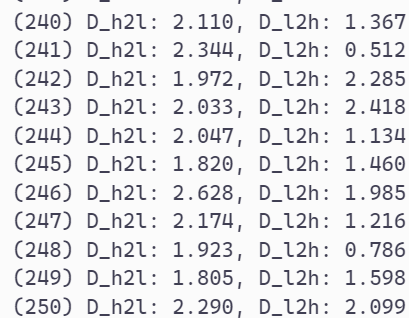 (240) D_h2l: 2.110, D_l2h: 1.367
(241) D_h2l: 2.344, D_l2h: 0.512
(242) D_h2l: 1.972, D_l2h: 2.285
(243) D_h2l: 2.033, D_l2h: 2.418
(244) D_h2l: 2.047, D_l2h: 1.134
(245) D_h2l: 1.820, D_l2h: 1.460
(246) D_h2l: 2.628, D_l2h: 1.985
(247) D_h2l: 2.174, D_l2h: 1.216
(248) D_h2l: 1.923, D_l2h: 0.786
(249) D_h2l: 1.805, D_l2h: 1.598
(250) D_h2l: 2.290, D_l2h: 2.099